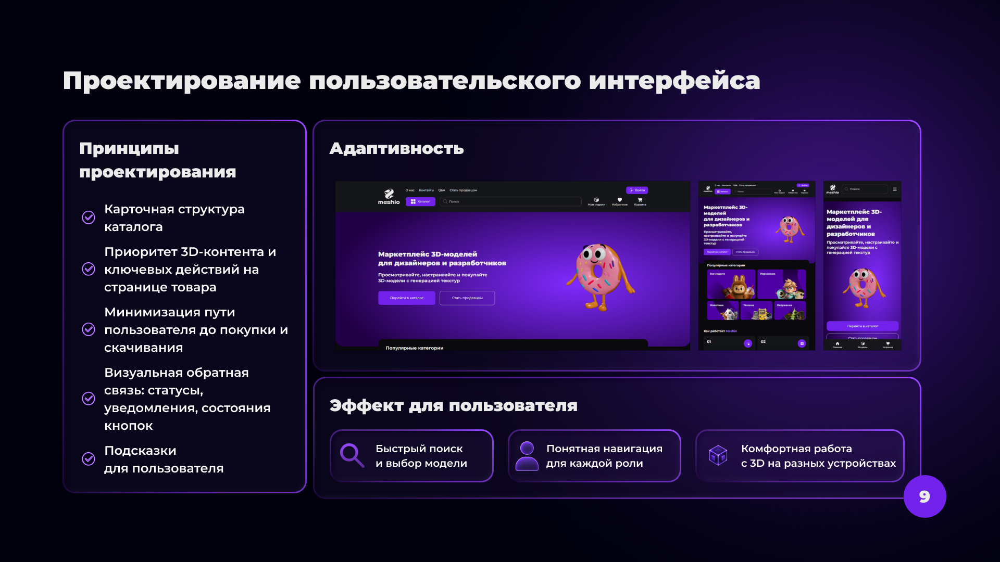 Проектирование пользовательского интерфейса
Принципы
проектирования
Карточная структура
каталога
Приоритет 3D-контента и
ключевых действий на
странице товара
Минимизация пути
пользователя до покупки и
скачивания
Визуальная обратная
связь: статусы,
уведомления, состояния
кнопок
Подсказки
для пользователя
Адаптивность
meshio
О нас Контакты Q&A Стать продавцом
Войти
Каталог
Поиск
Мои модели Избранное Корзина
Маркетплейс 3D-моделей
для дизайнеров и разработчиков
Просматривайте, настраивайте и покупайте
3D-модели с генерацией текстур
Перейти в каталог
Стать продавцом
Популярные категории
meshio
О нас Контакты Q&A Стать продавцом
Войти
Каталог
Поиск
Мои модели Избранное Корзина
Маркетплейс 3D-
моделей
для дизайнеров и
разработчиков
Просматривайте,
настраивайте и покупайте
3D-модели с генерацией
текстур
Перейти в каталог
Стать продавцом
Популярные категории
Все модели
Персонажи
Животные
Техника
Окружение
Как работает Meshio
01
02
meshio
Поиск
Маркетплейс 3D-
моделей для
дизайнеров и
разработчиков
Просматривайте, настраивайте и
покупайте 3D-модели с
генерацией текстур
Перейти в каталог
Стать продавцом
Главная Модели Корзина
Эффект для пользователя
Быстрый поиск
и выбор модели
Понятная навигация
для каждой роли
Комфортная работа
с 3D на разных устройствах
9